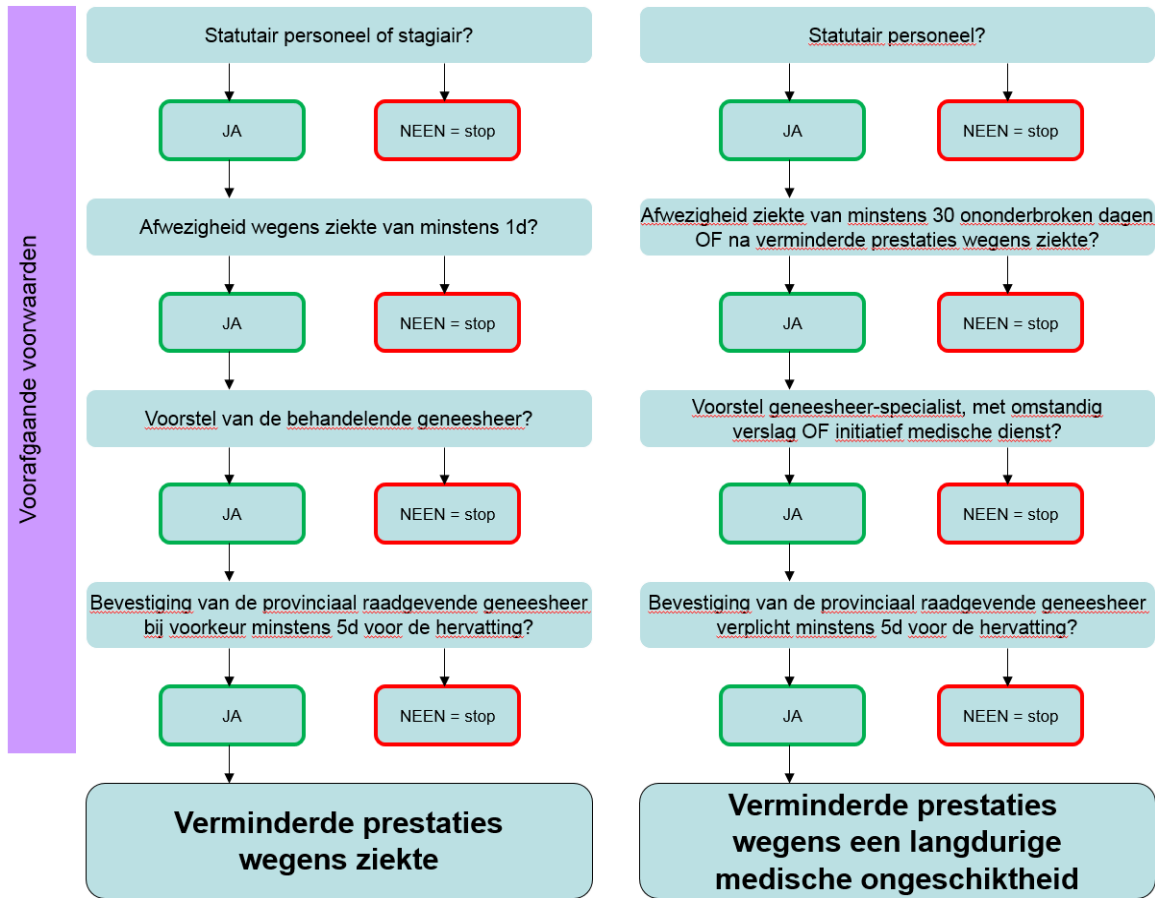 Voorafgaande voorwaarden
Statutair personeel of stagiair?
JA
NEEN = stop
Afwezigheid wegens ziekte van minstens 1d?
JA
NEEN = stop
Voorstel van de behandelende geneesheer?
JA
NEEN = stop
Bevestiging van de provinciaal raadgevende geneesheer
bij voorkeur minstens 5d voor de hervatting?
JA
NEEN = stop
Verminderde prestaties
wegens ziekte
Statutair personeel?
JA
NEEN = stop
Afwezigheid ziekte van minstens 30 ononderbroken dagen
OF na verminderde prestaties wegens ziekte?
JA
NEEN = stop
Voorstel geneesheer-specialist, met omstandig
verslag OF initiatief medische dienst?
JA
NEEN = stop
Bevestiging van de provinciaal raadgevende geneesheer
verplicht minstens 5d voor de hervatting?
JA
NEEN = stop
Verminderde prestaties
wegens een langdurige
medische ongeschiktheid